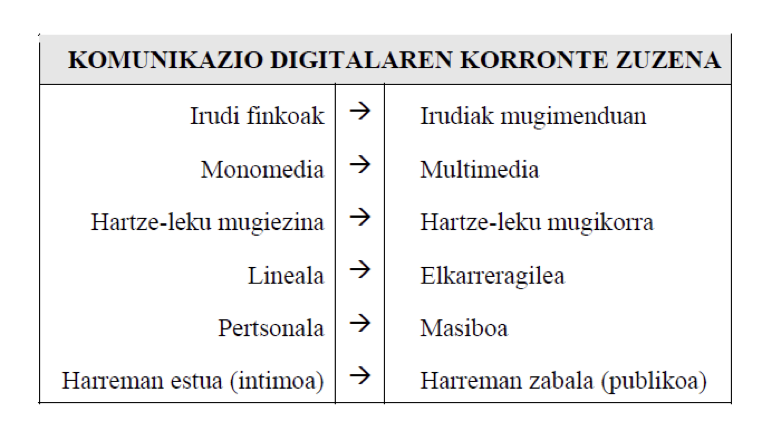 KOMUNIKAZIO DIGITALAREN KORRONTE ZUZENA
Irudi finkoak → Irudiak mugimenduan
Monomedia → Multimedia
Hartze-leku mugiezina → Hartze-leku mugikorra
Lineala → Elkarreragilea
Pertsonala → Masiboa
Harreman estua (intimoa) → Harreman zabala (publikoa)